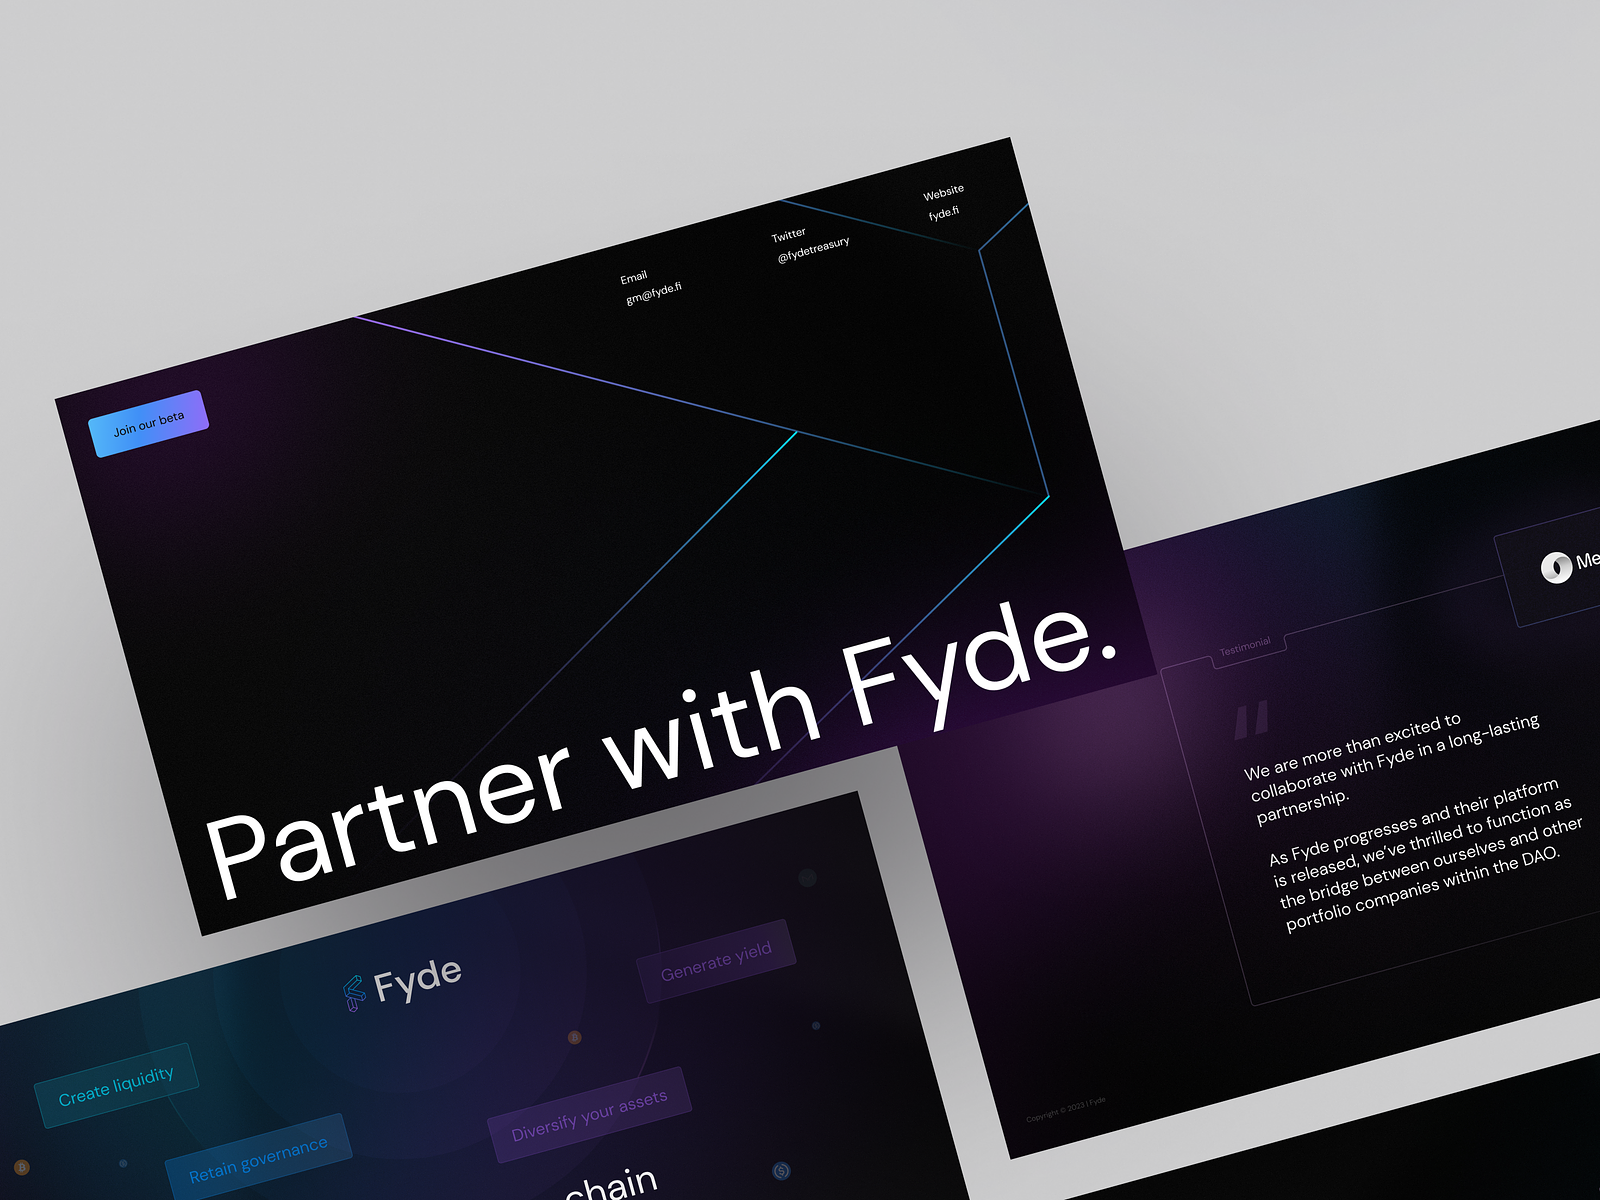 Join our beta
Email
gm@fyde.fi
Twitter
@fydetreasury
Website
fyde.fi
Partner with Fyde.
Testimonial
"
We are more than excited to
collaborate with Fyde in a long-lasting
partnership.
As Fyde progresses and their platform
is released, we've thrilled to function as
the bridge between ourselves and other
portfolio companies within the DAO.
Me
Copyright © 2023 | Fyde
Fyde
Generate yield
Create liquidity
Diversify your assets
Retain governance
chain